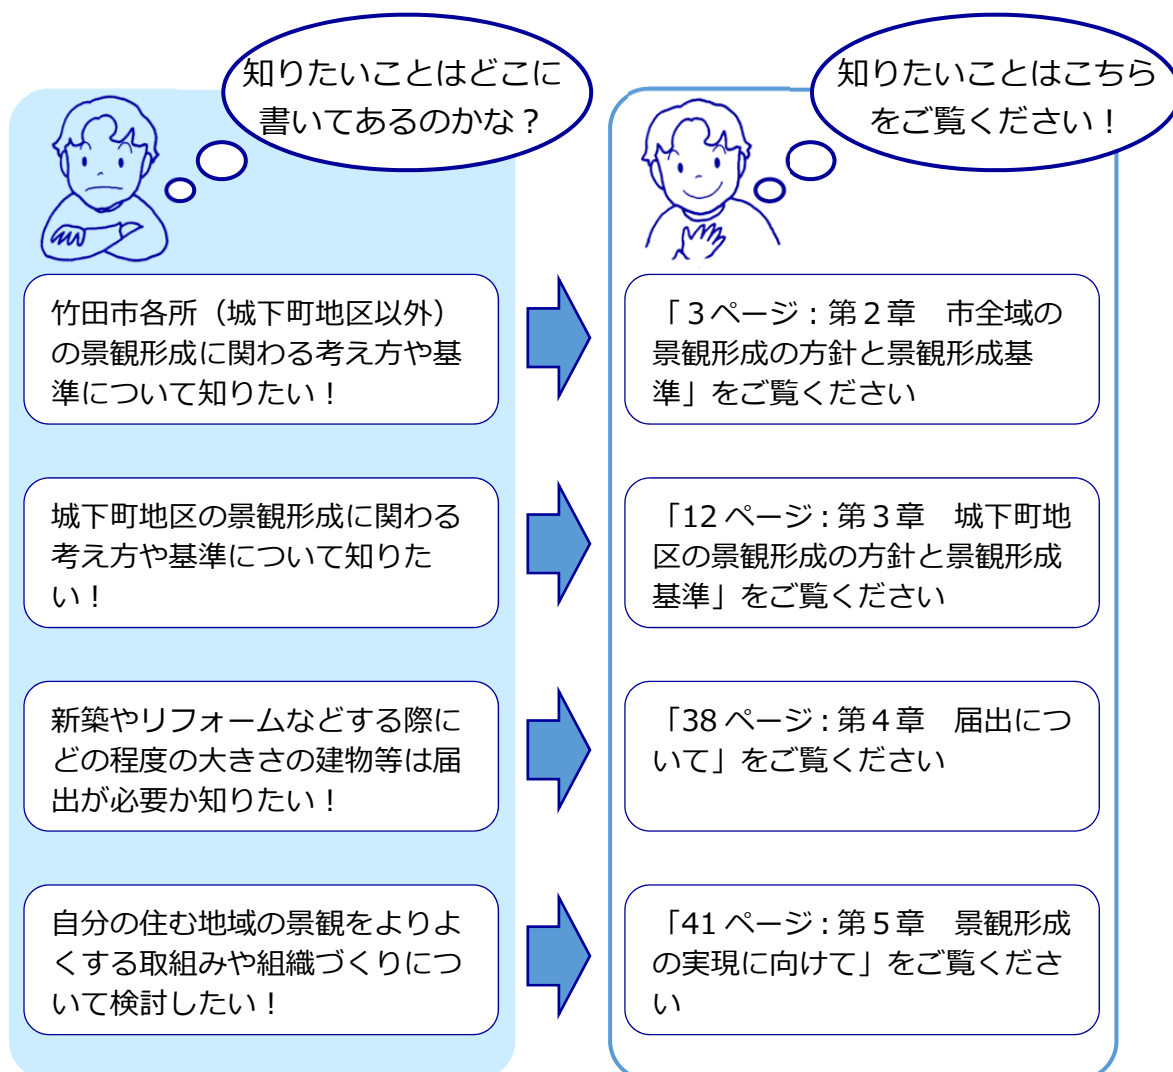 知りたいことはどこに
書いてあるのかな？
知りたいことはこちら
をご覧ください！
竹田市各所（城下町地区以外）
の景観形成に関わる考え方や基
準について知りたい！
「３ページ：第２章　市全域の
景観形成の方針と景観形成基
準」をご覧ください
城下町地区の景観形成に関わる
考え方や基準について知りた
い！
「12 ページ：第３章　城下町地
区の景観形成の方針と景観形成
基準」をご覧ください
新築やリフォームなどする際に
どの程度の大きさの建物等は届
出が必要か知りたい！
「38 ページ：第４章　届出につ
いて」をご覧ください
自分の住む地域の景観をよりよ
くする取組みや組織づくりにつ
いて検討したい！
「41 ページ：第５章　景観形成
の実現に向けて」をご覧くださ
い